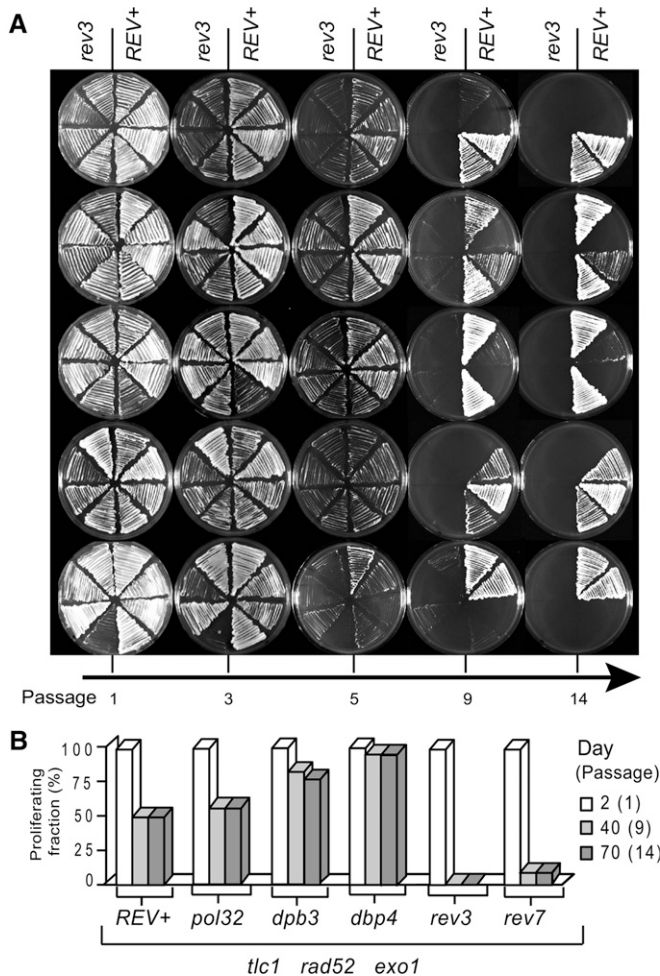 A
rev3 REV+ rev3 REV+ rev3 REV+ rev3 REV+ rev3 REV+
Passage 1 3 5 9 14
B
Proliferating fraction (%)
100
75
50
25
0
Day
(Passage)
2 (1)
40 (9)
70 (14)
REV+ pol32 dpb3 dbp4 rev3 rev7
tlc1 rad52 exo1